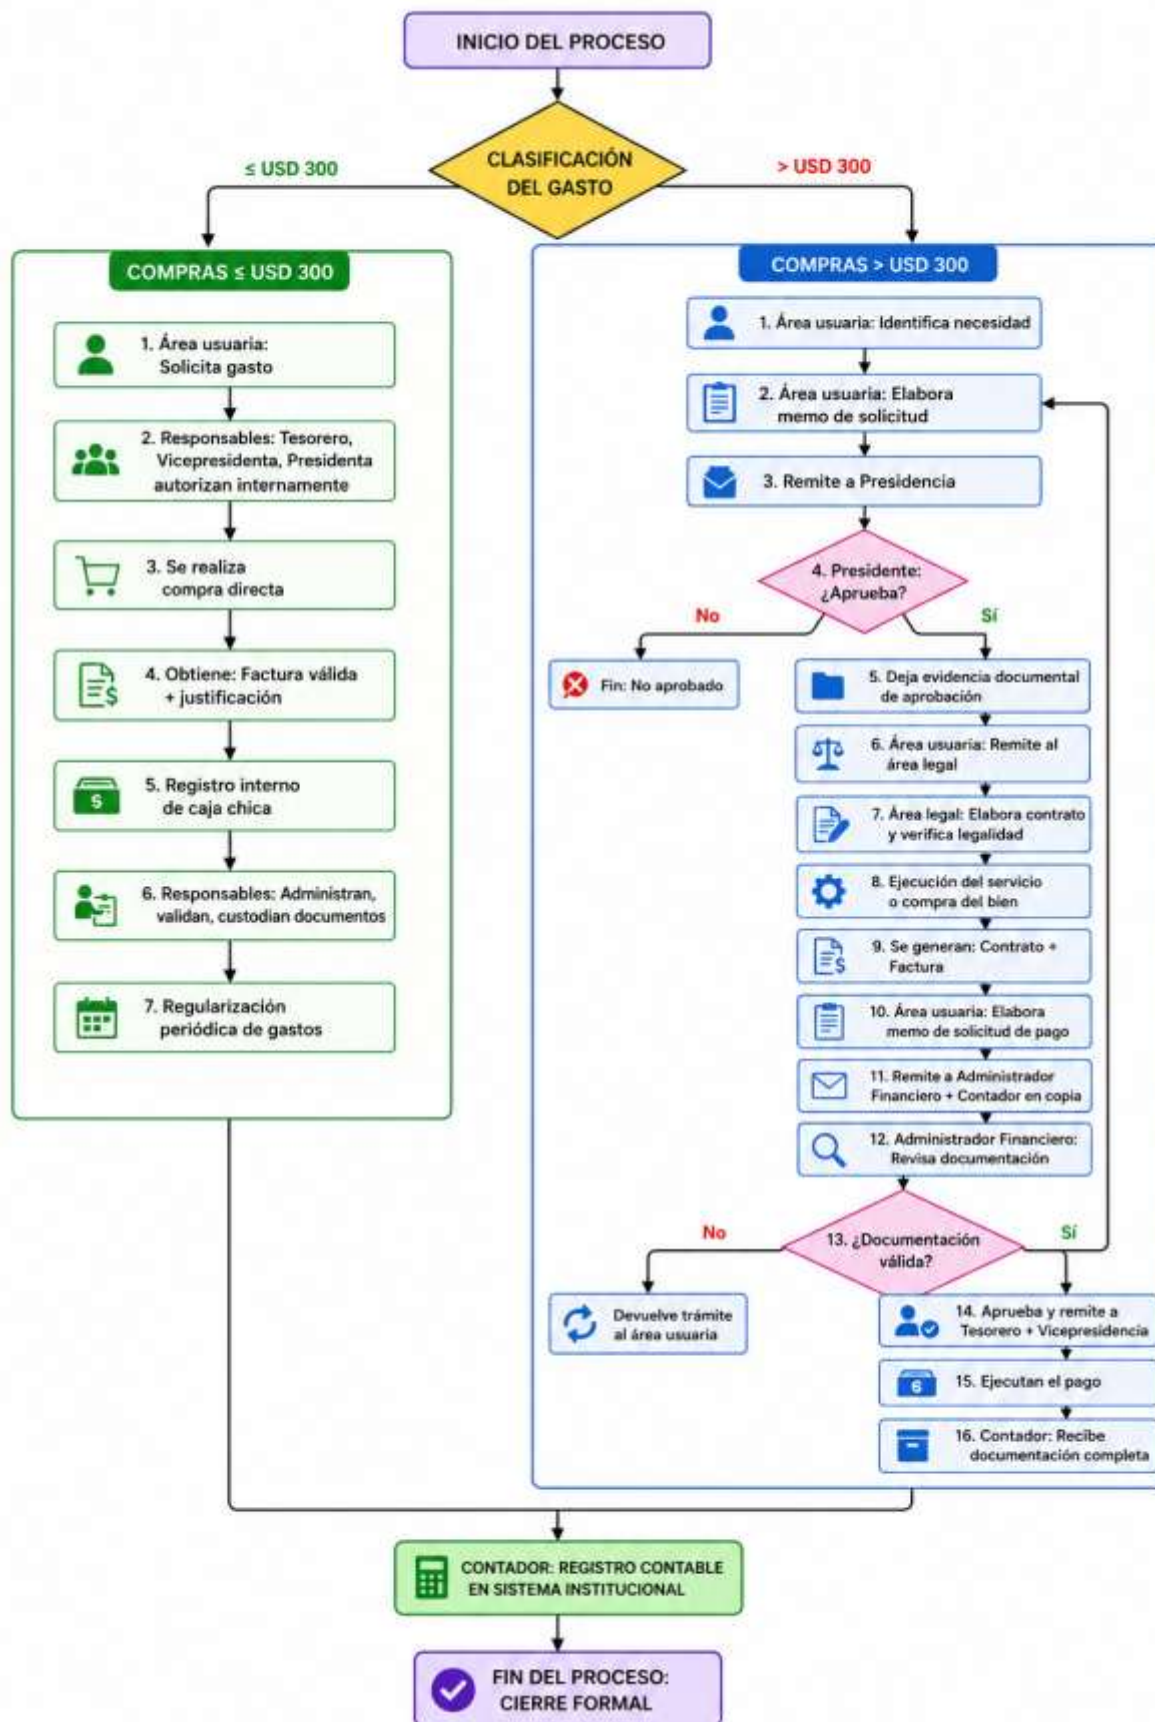 INICIO DEL PROCESO
CLASIFICACIÓN
DEL GASTO
≤ USD 300
> USD 300
COMPRAS ≤ USD 300
1. Área usuaria:
Solicita gasto
2. Responsables: Tesorero,
Vicepresidenta, Presidenta
autorizan internamente
3. Se realiza
compra directa
4. Obtiene: Factura válida
+ justificación
5. Registro interno
de caja chica
6. Responsables: Administran,
validan, custodian documentos
7. Regularización
periódica de gastos
COMPRAS > USD 300
1. Área usuaria: Identifica necesidad
2. Área usuaria: Elabora
memo de solicitud
3. Remite a Presidencia
4. Presidente:
¿Aprueba?
No
Sí
Fin: No aprobado
5. Deja evidencia documental
de aprobación
6. Área usuaria: Remite al
área legal
7. Área legal: Elabora contrato
y verifica legalidad
8. Ejecución del servicio
o compra del bien
9. Se generan: Contrato +
Factura
10. Área usuaria: Elabora
memo de solicitud de pago
11. Remite a Administrador
Financiero + Contador en copia
12. Administrador Financiero:
Revisa documentación
13. ¿Documentación
válida?
No
Sí
Devuelve trámite
al área usuaria
14. Aprueba y remite a
Tesorero + Vicepresidencia
15. Ejecutan el pago
16. Contador: Recibe
documentación completa
CONTADOR: REGISTRO CONTABLE
EN SISTEMA INSTITUCIONAL
FIN DEL PROCESO:
CIERRE FORMAL